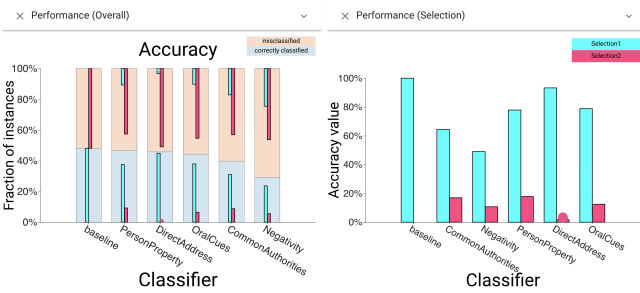 Performance (Overall)
Accuracy
misclassified
correctly classified
100%
80%
60%
40%
20%
0%
Fraction of instances
baseline
PersonProperty
DirectAddress
OralCues
CommonAuthorities
Negativity
Classifier
Performance (Selection)
Selection1
Selection2
100%
80%
60%
40%
20%
0%
Accuracy value
baseline
CommonAuthorities
Negativity
PersonProperty
DirectAddress
OralCues
Classifier